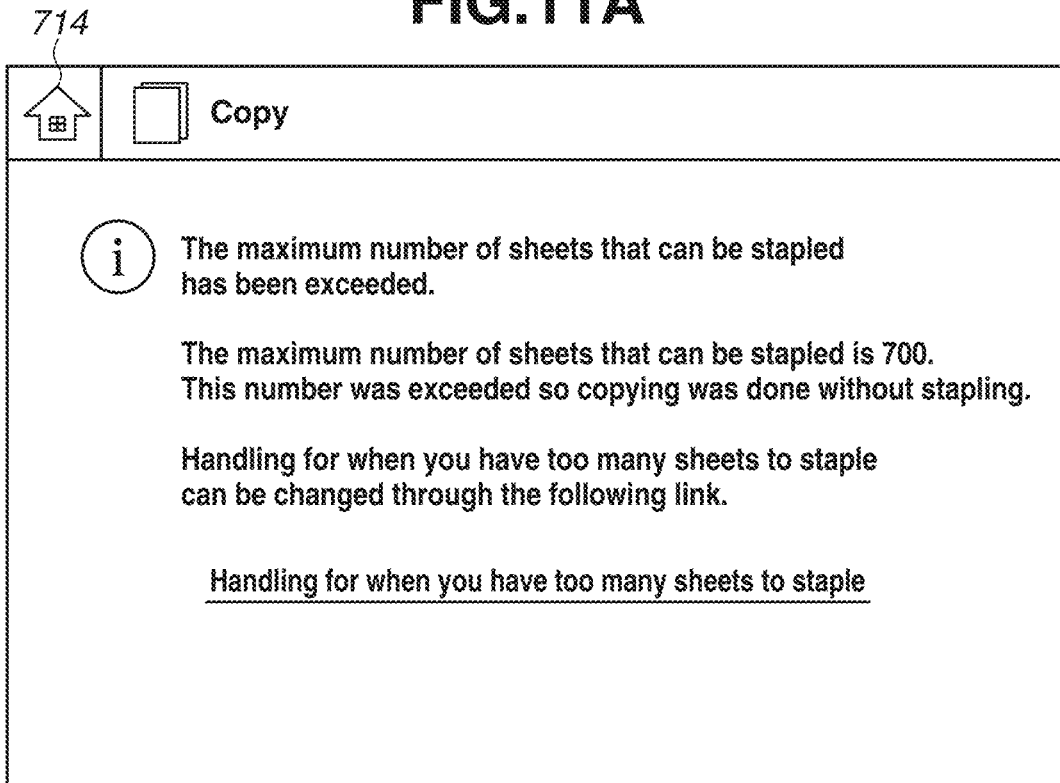 FIG.11A
714
Copy
i
The maximum number of sheets that can be stapled
has been exceeded.
The maximum number of sheets that can be stapled is 700.
This number was exceeded so copying was done without stapling.
Handling for when you have too many sheets to staple
can be changed through the following link.
Handling for when you have too many sheets to staple